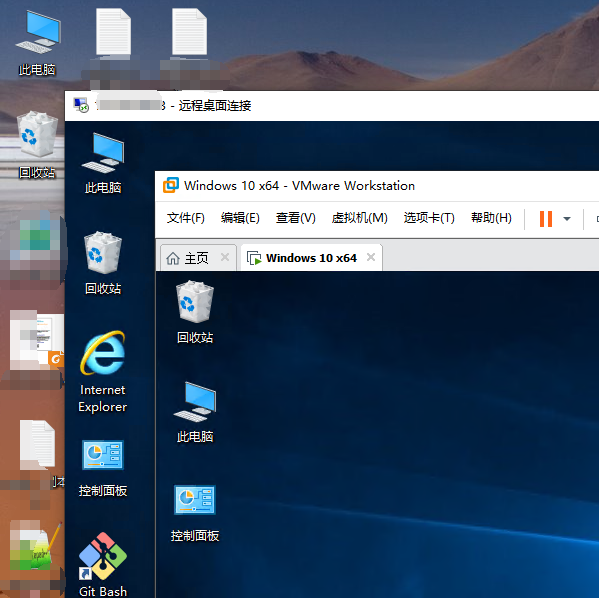 此电脑
回收站
- 远程桌面连接
此电脑
回收站
Internet
Explorer
控制面板
Git Bash
Windows 10 x64 - VMware Workstation
文件(F) 编辑(E) 查看(V) 虚拟机(M) 选项卡(T) 帮助(H)
主页 Windows 10 x64
回收站
此电脑
控制面板